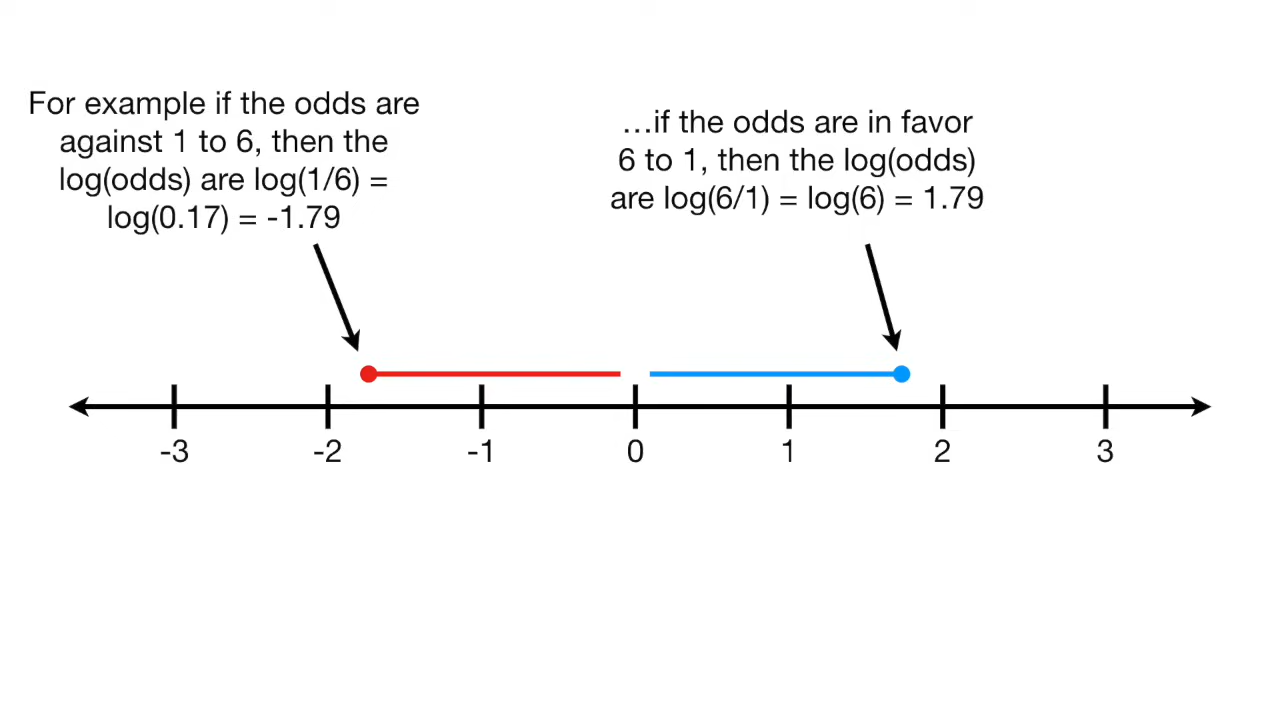 For example if the odds are
against 1 to 6, then the
log(odds) are log(1/6) =
log(0.17) = -1.79
…if the odds are in favor
6 to 1, then the log(odds)
are log(6/1) = log(6) = 1.79
-3 -2 -1 0 1 2 3